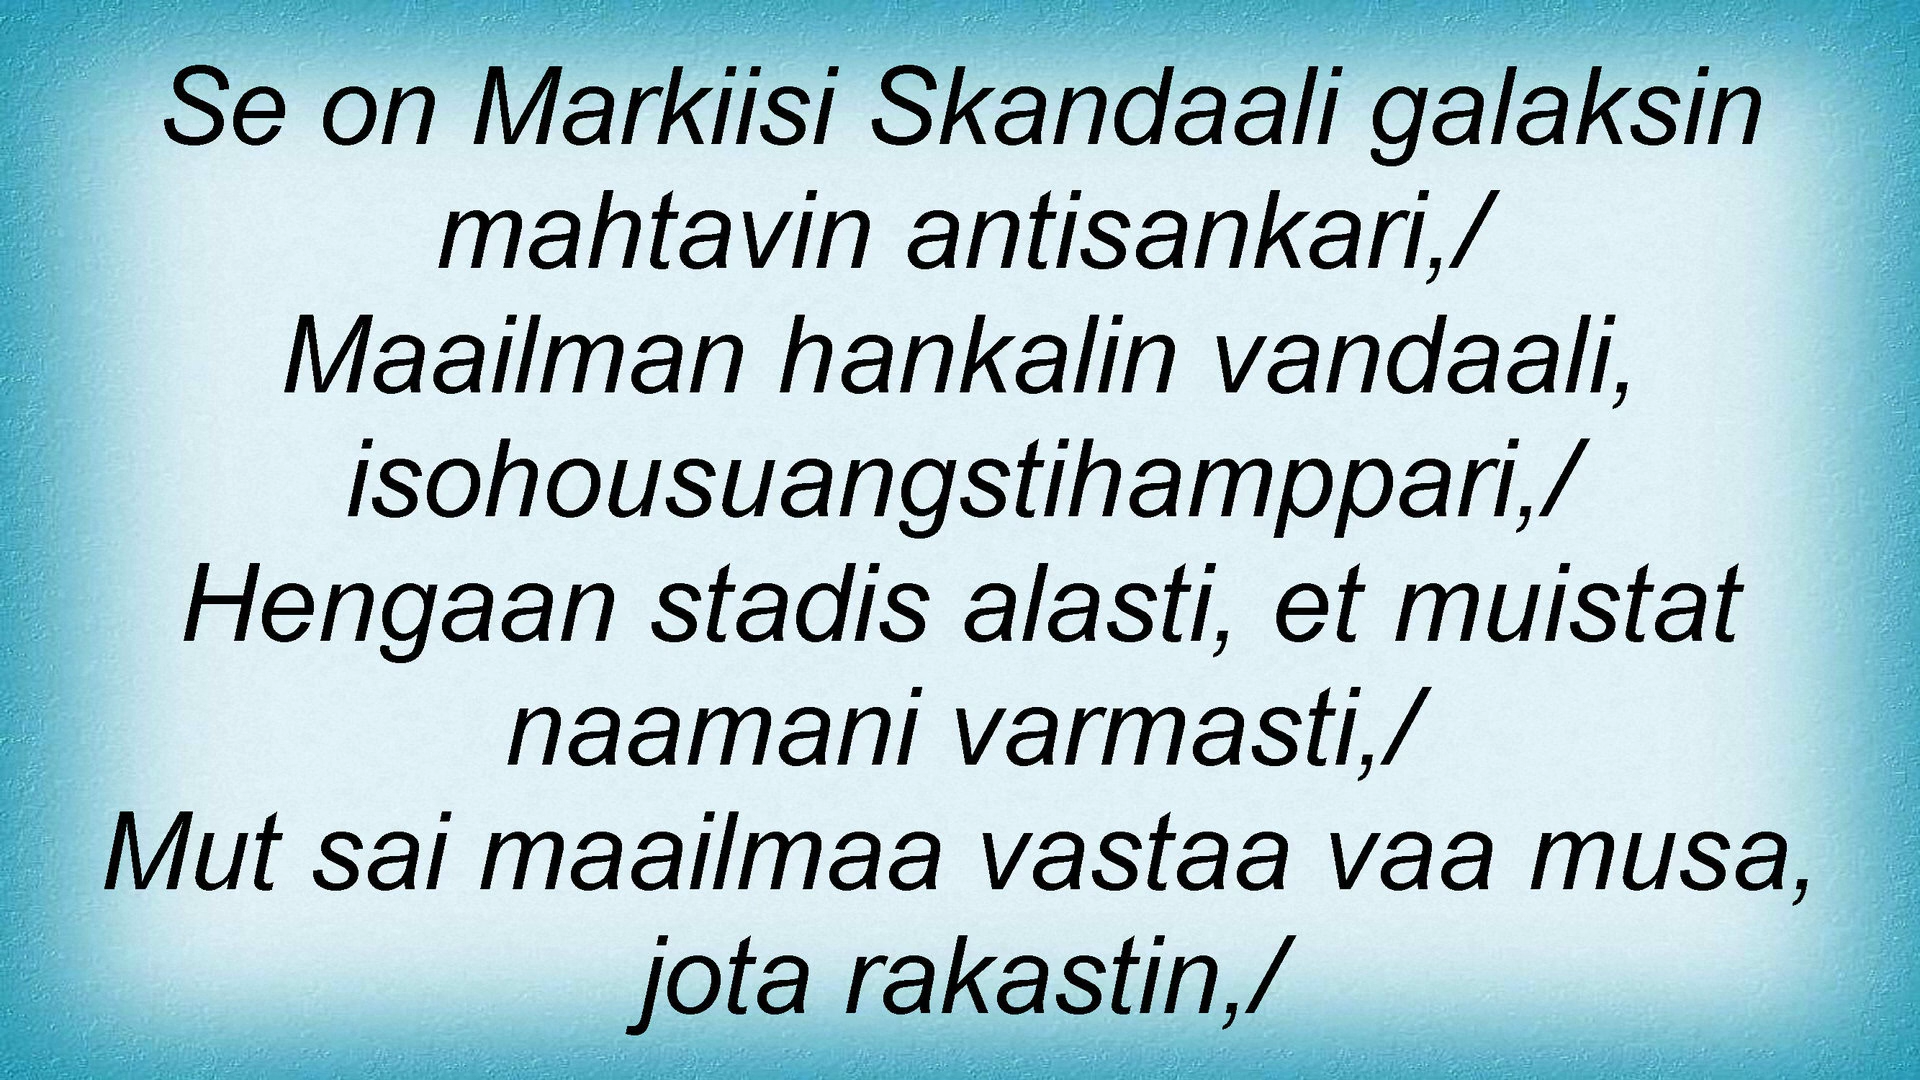 Se on Markiisi Skandaali galaksin
mahtavin antisankari,/
Maailman hankalin vandaali,
isohousuangstihamppari,/
Hengaan stadis alasti, et muistat
naamani varmasti,/
Mut sai maailmaa vastaa vaa musa,
jota rakastin,/